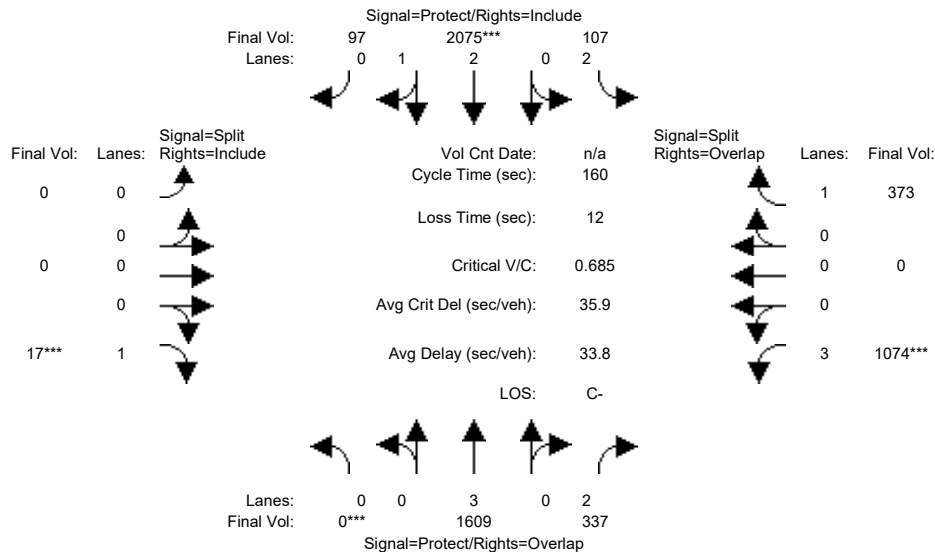 Signal=Protect/Rights=Include
Final Vol: 97 2075*** 107
Lanes: 0 1 2 0 2
Signal=Split
Final Vol: Lanes: Rights=Include
Vol Cnt Date: n/a
Signal=Split
Rights=Overlap Lanes: Final Vol:
Cycle Time (sec): 160
0 0
1 373
Loss Time (sec): 12
0
0
0 0
Critical V/C: 0.685
0 0
0
Avg Crit Del (sec/veh): 35.9
0
17*** 1
Avg Delay (sec/veh): 33.8
3 1074***
LOS: C-
Lanes: 0 0 3 0 2
Final Vol: 0*** 1609 337
Signal=Protect/Rights=Overlap